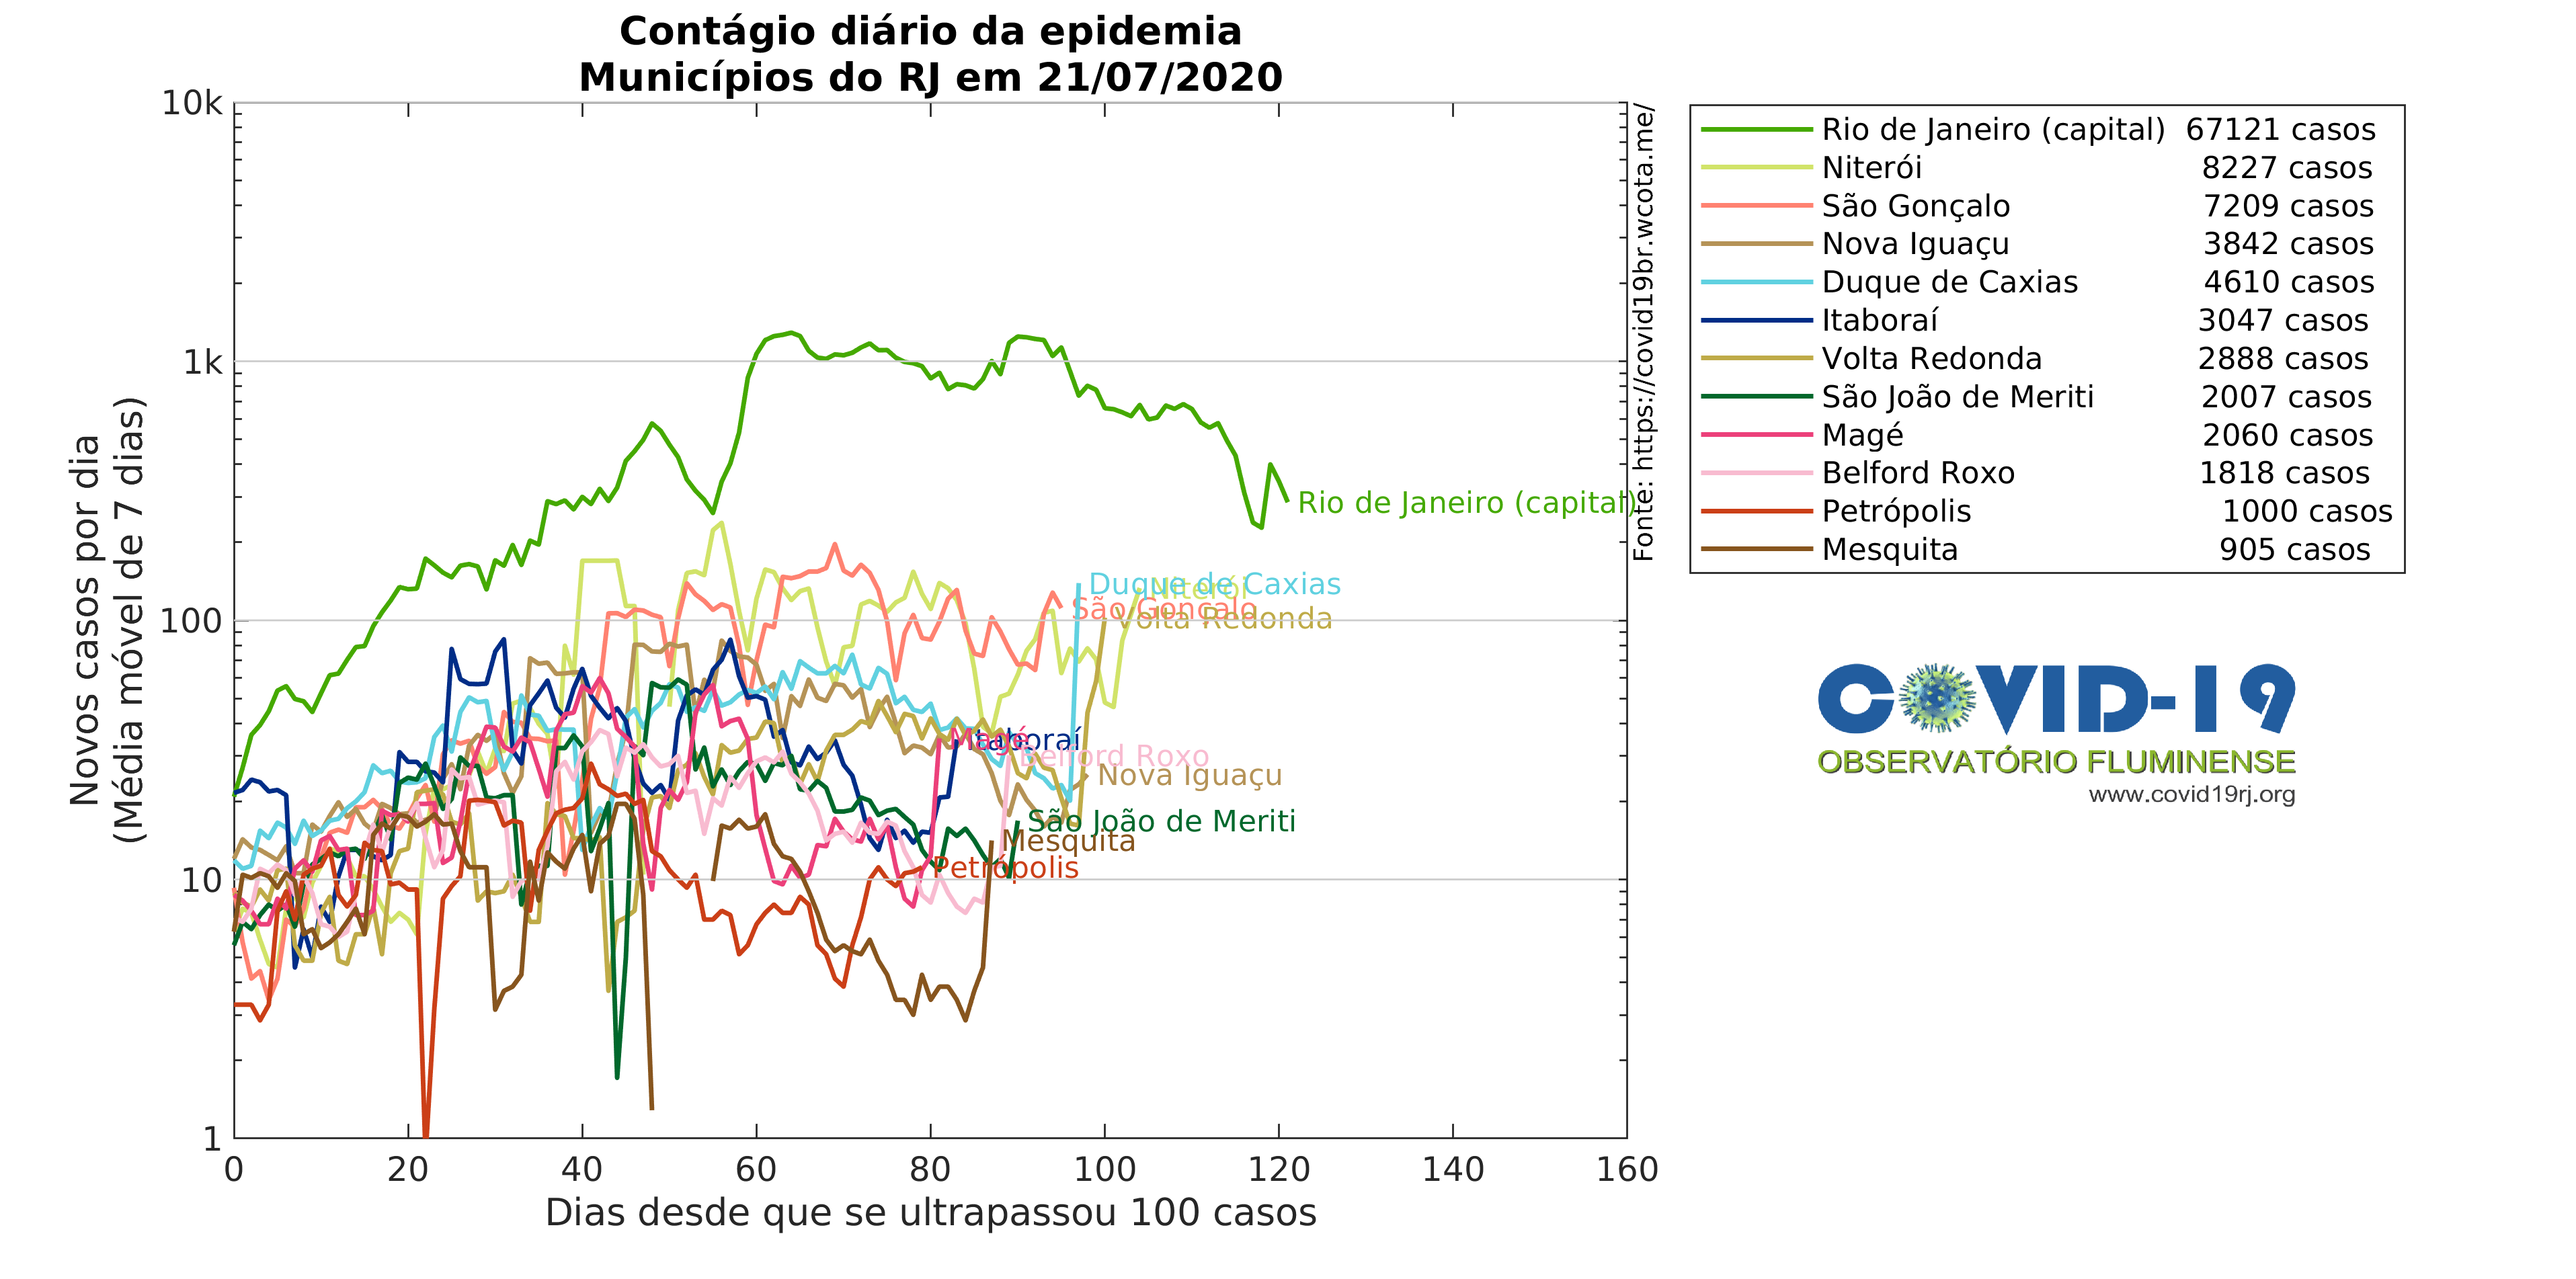 Contágio diário da epidemia
Municípios do RJ em 21/07/2020
Novos casos por dia
(Média móvel de 7 dias)
10k
1k
100
10
1
0 20 40 60 80 100 120 140 160
Dias desde que se ultrapassou 100 casos
Rio de Janeiro (capital)
Duque de Caxias
Niterói
São Gonçalo
Volta Redonda
Itaboraí
Magé
Belford Roxo
Nova Iguaçu
São João de Meriti
Mesquita
Petrópolis
Fonte: https://covid19br.wcota.me/
Rio de Janeiro (capital) 67121 casos
Niterói 8227 casos
São Gonçalo 7209 casos
Nova Iguaçu 3842 casos
Duque de Caxias 4610 casos
Itaboraí 3047 casos
Volta Redonda 2888 casos
São João de Meriti 2007 casos
Magé 2060 casos
Belford Roxo 1818 casos
Petrópolis 1000 casos
Mesquita 905 casos
COVID-19
OBSERVATÓRIO FLUMINENSE
www.covid19rj.org